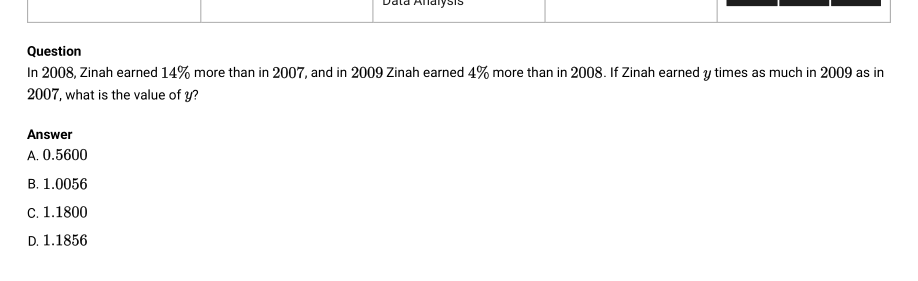 Data Analysis
Question
In 2008, Zinah earned 14% more than in 2007, and in 2009 Zinah earned 4% more than in 2008. If Zinah earned y times as much in 2009 as in
2007, what is the value of y?
Answer
A. 0.5600
B. 1.0056
C. 1.1800
D. 1.1856